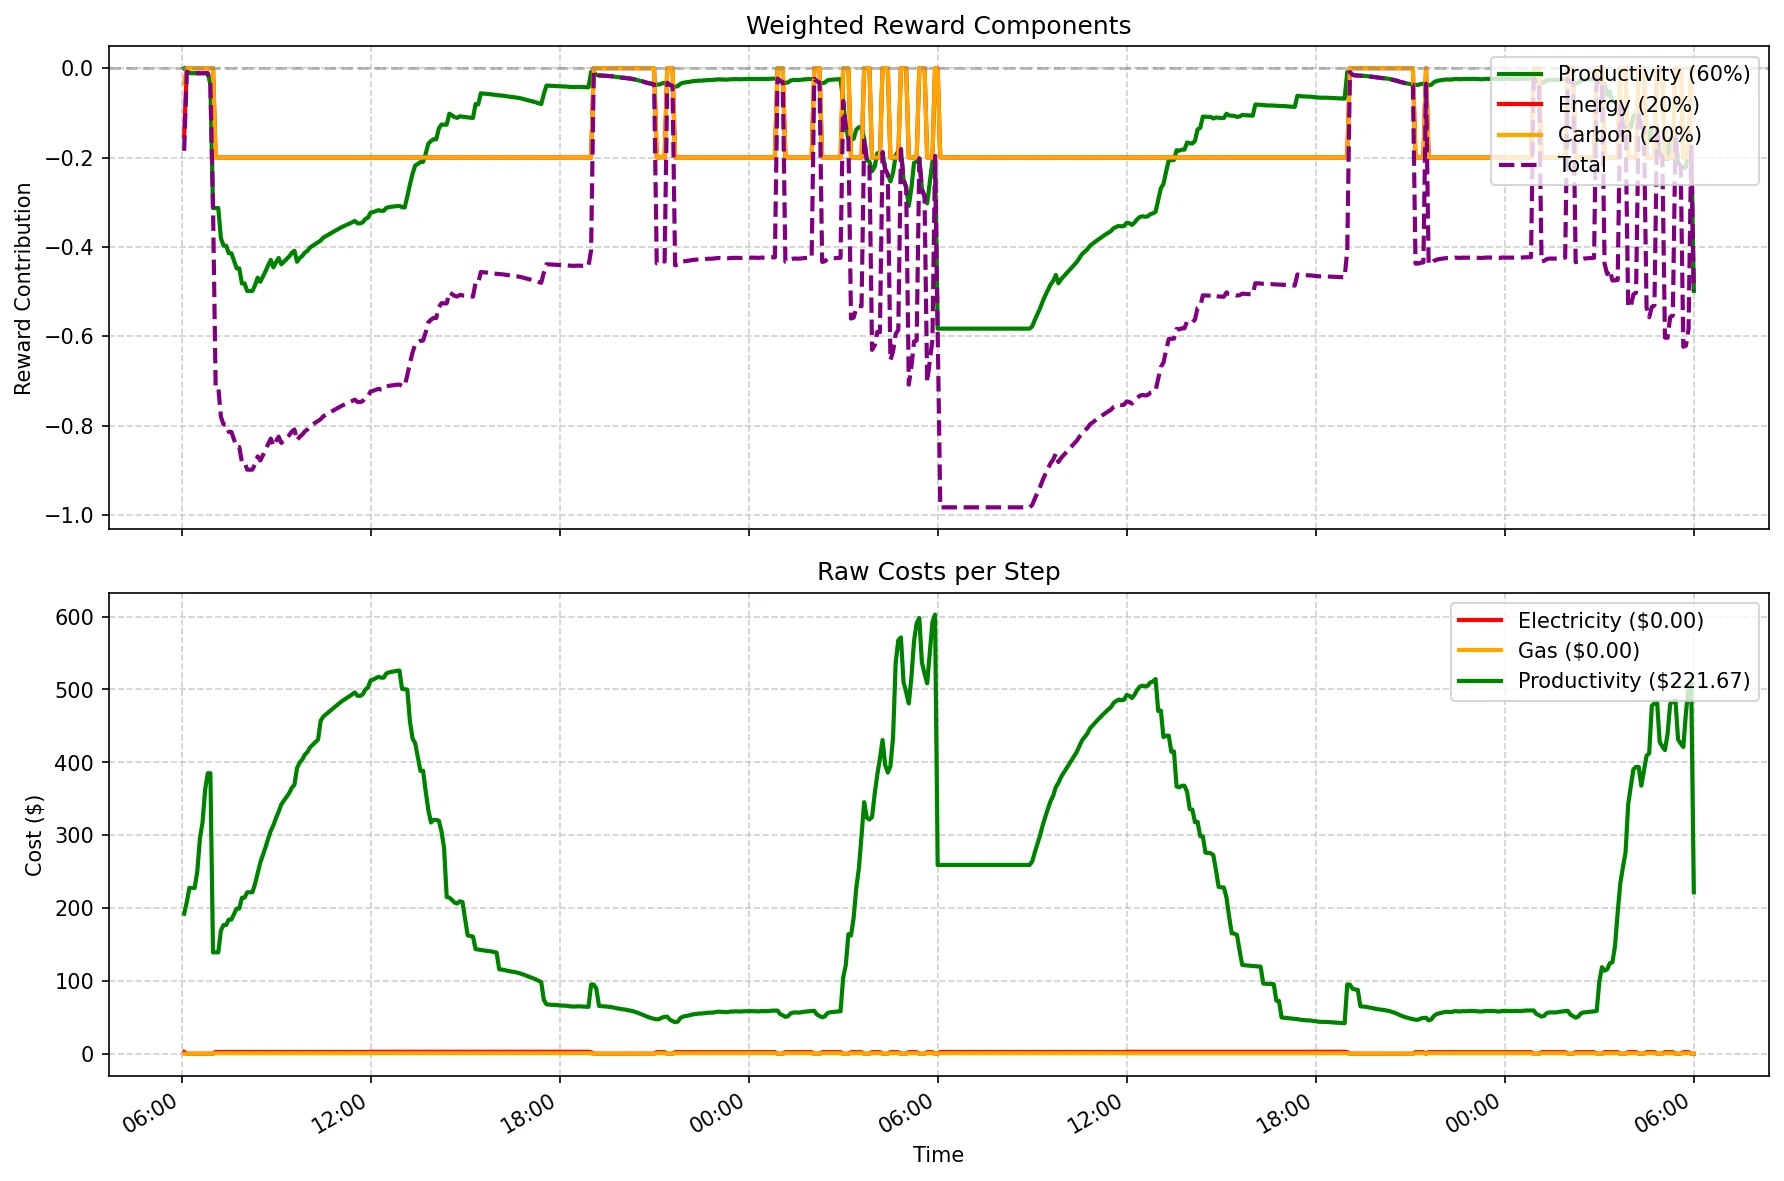 Weighted Reward Components
Reward Contribution
0.0
−0.2
−0.4
−0.6
−0.8
−1.0
Productivity (60%)
Energy (20%)
Carbon (20%)
Total
Raw Costs per Step
Cost ($)
600
500
400
300
200
100
0
Electricity ($0.00)
Gas ($0.00)
Productivity ($221.67)
06:00
12:00
18:00
00:00
06:00
12:00
18:00
00:00
06:00
Time